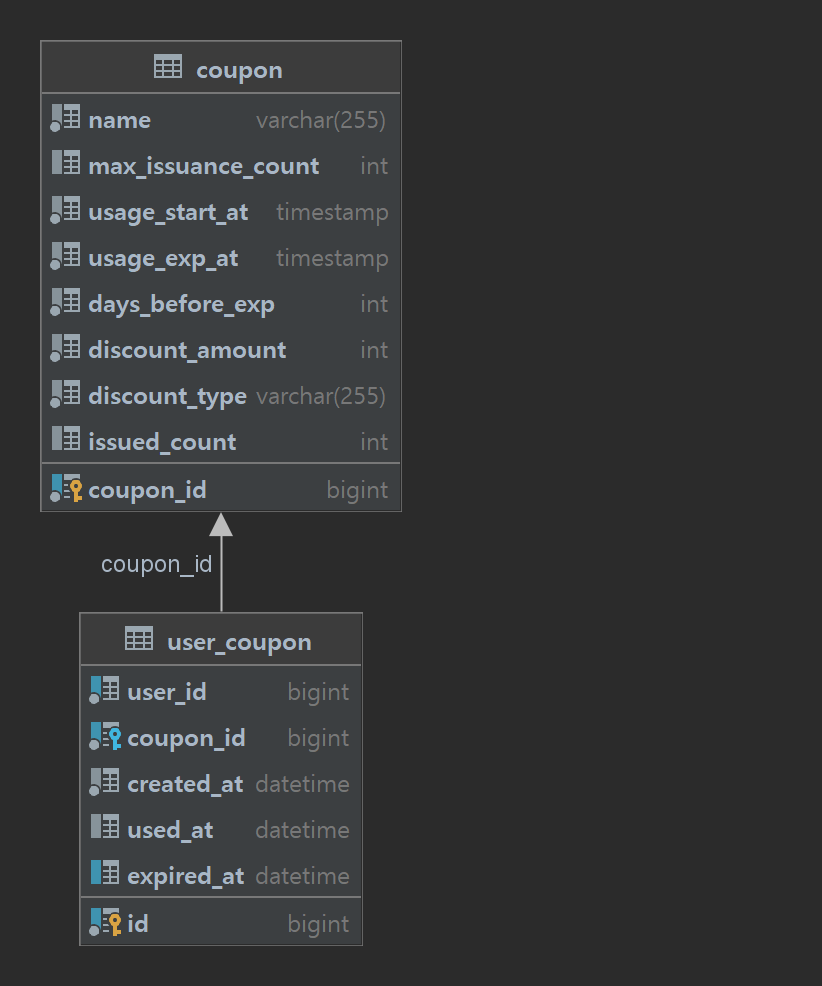 coupon
name varchar(255)
max_issuance_count int
usage_start_at timestamp
usage_exp_at timestamp
days_before_exp int
discount_amount int
discount_type varchar(255)
issued_count int
coupon_id bigint
coupon_id
user_coupon
user_id bigint
coupon_id bigint
created_at datetime
used_at datetime
expired_at datetime
id bigint